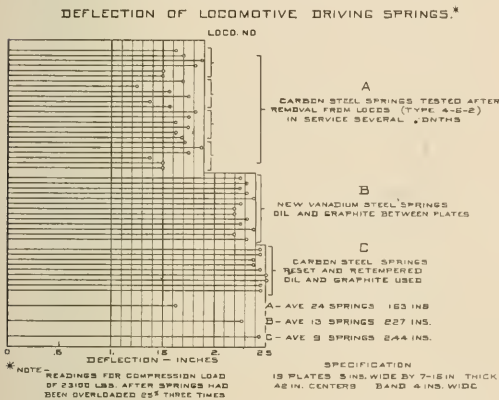 DEFLECTION OF LOCOMOTIVE DRIVING SPRINGS.*
LOCO. NO
A
CARBON STEEL SPRINGS TESTED AFTER
REMOVAL FROM LOCOS (TYPE 4-6-2)
IN SERVICE SEVERAL ONTHS
B
NEW VANADIUM STEEL SPRINGS
OIL AND GRAPHITE BETWEEN PLATES
C
CARBON STEEL SPRINGS
RESET AND RETEMPERED
OIL AND GRAPHITE USED
A - AVE 24 SPRINGS 1.63 INS
B - AVE 13 SPRINGS 2.27 INS.
C - AVE 9 SPRINGS 2.44 INS.
0 .5 1. 1.5 2. 2.5
DEFLECTION - INCHES
* NOTE-
READINGS FOR COMPRESSION LOAD
OF 23100 LBS. AFTER SPRINGS HAD
BEEN OVERLOADED 25% THREE TIMES
SPECIFICATION
19 PLATES 5 INS. WIDE BY 7-16 IN THICK
42 IN. CENTERS BAND 4 INS. WIDE